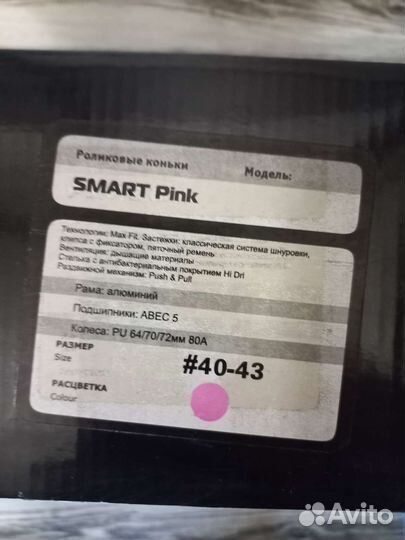 Роликовые коньки Модель:
SMART Pink
Технологии: Max Fit. Застежки: классическая система шнуровки,
клипса с фиксатором, пяточный ремень
Вентиляция: дышащие материалы
Стелька с антибактериальным покрытием Hi Dri
Раздвижной механизм: Push & Pull
Рама: алюминий
Подшипники: ABEC 5
Колеса: PU 64/70/72мм 80A
РАЗМЕР
Size
#40-43
РАСЦВЕТКА
Colour
Avito